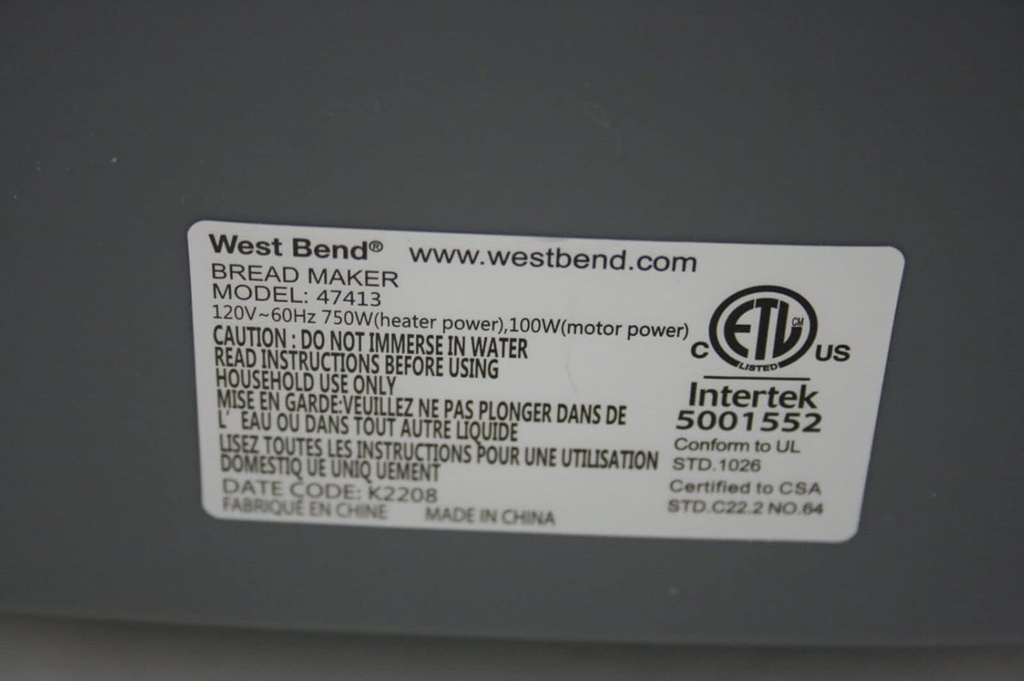 West Bend® www.westbend.com
BREAD MAKER
MODEL: 47413
120V~60Hz 750W(heater power),100W(motor power)
CAUTION : DO NOT IMMERSE IN WATER
READ INSTRUCTIONS BEFORE USING
HOUSEHOLD USE ONLY
MISE EN GARDE:VEUILLEZ NE PAS PLONGER DANS DE
L' EAU OU DANS TOUT AUTRE LIQUIDE
LISEZ TOUTES LES INSTRUCTIONS POUR UNE UTILISATION
DOMESTIQ UE UNIQ UEMENT
DATE CODE: K2208
FABRIQUÉ EN CHINE MADE IN CHINA
ETL CM
C US
LISTED
Intertek
5001552
Conform to UL
STD.1026
Certified to CSA
STD.C22.2 NO.64